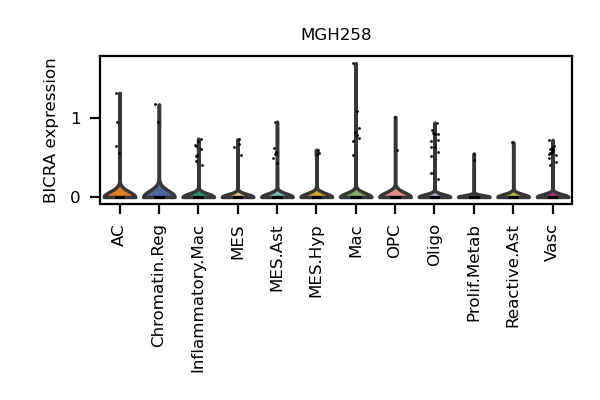 MGH258
BICRA expression
1
0
AC
Chromatin.Reg
Inflammatory.Mac
MES
MES.Ast
MES.Hyp
Mac
OPC
Oligo
Prolif.Metab
Reactive.Ast
Vasc